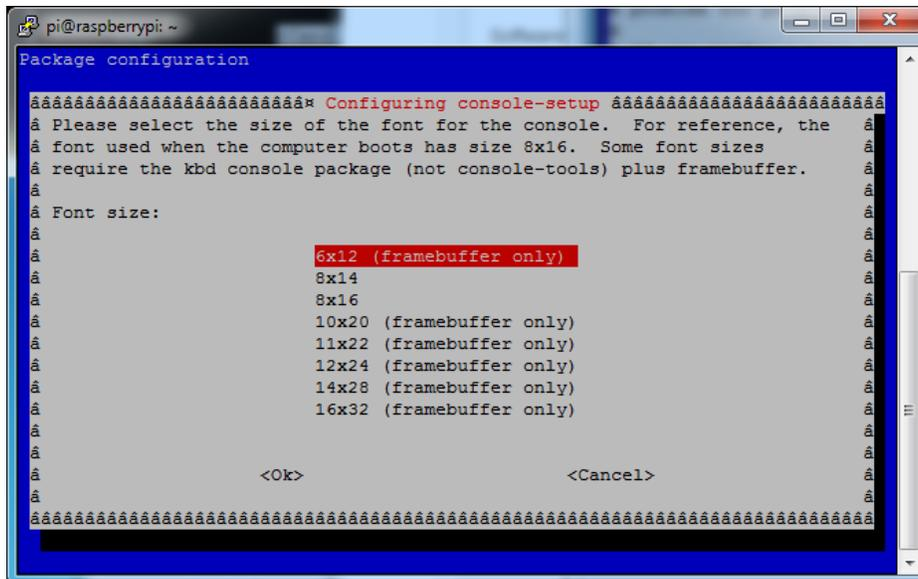 pi@raspberrypi: ~
Package configuration
ââââââââââââââââââââââââââ¤ Configuring console-setup âââââââââââââââââââââââââ
â Please select the size of the font for the console.  For reference, the â
â font used when the computer boots has size 8x16.  Some font sizes â
â require the kbd console package (not console-tools) plus framebuffer. â
â â
â Font size: â
â â
â 6x12 (framebuffer only) â
â 8x14 â
â 8x16 â
â 10x20 (framebuffer only) â
â 11x22 (framebuffer only) â
â 12x24 (framebuffer only) â
â 14x28 (framebuffer only) â
â 16x32 (framebuffer only) â
â â
â â
â <Ok> <Cancel> â
â â
âââââââââââââââââââââââââââââââââââââââââââââââââââââââââââââââââââââââââââââ